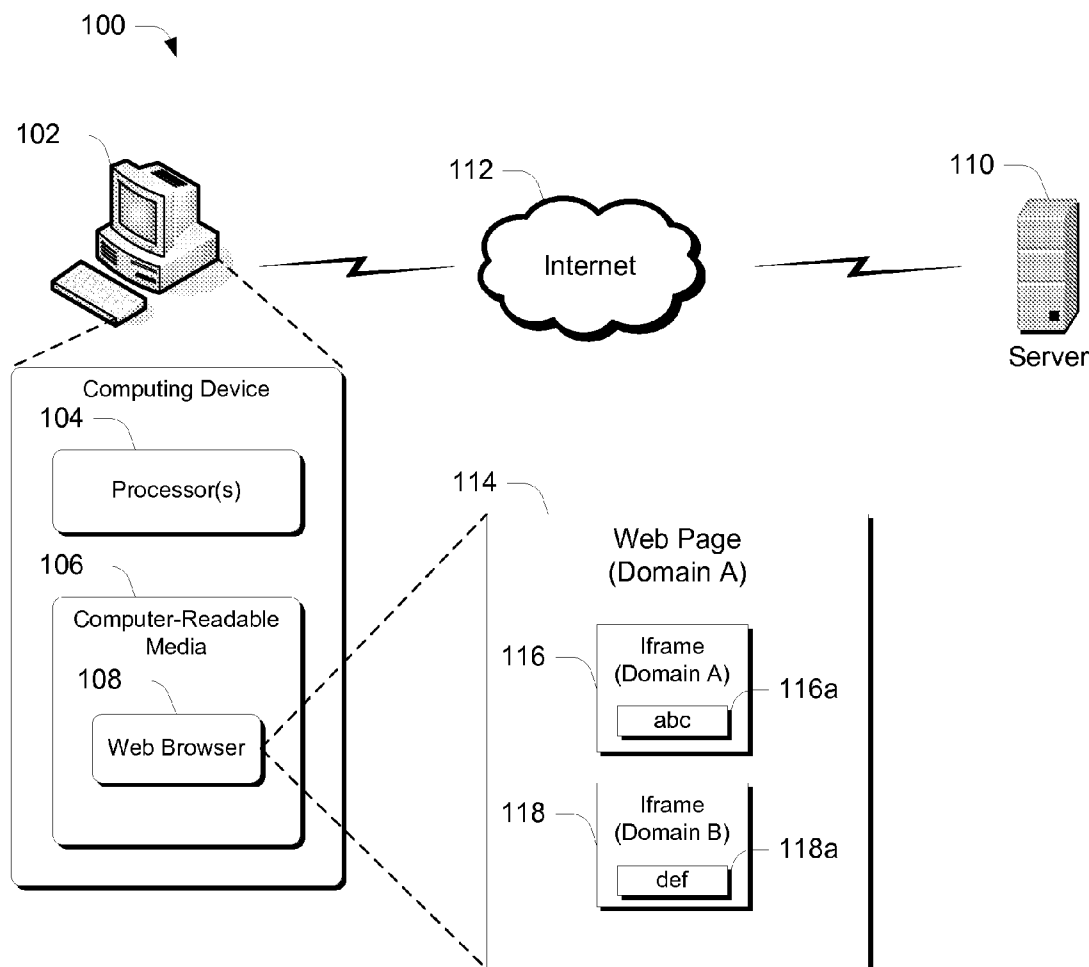 100
102
112
110
Internet
Server
Computing Device
104
Processor(s)
114
Web Page
(Domain A)
106
Computer-Readable
Media
108
Web Browser
116
Iframe
(Domain A)
116a
abc
118
Iframe
(Domain B)
118a
def